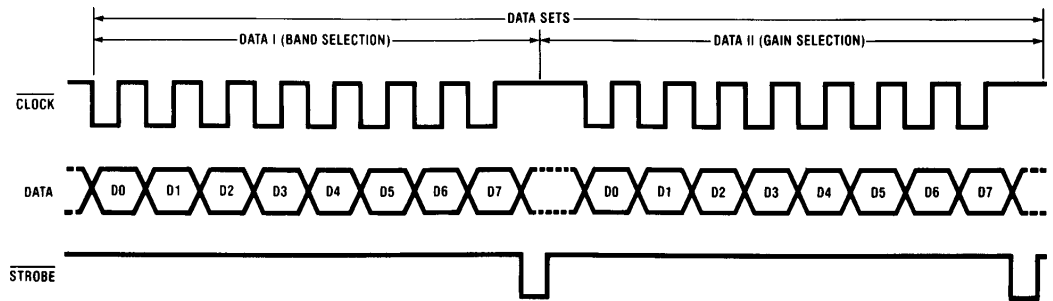 DATA SETS
DATA I (BAND SELECTION) DATA II (GAIN SELECTION)
CLOCK
DATA D0 D1 D2 D3 D4 D5 D6 D7 D0 D1 D2 D3 D4 D5 D6 D7
STROBE